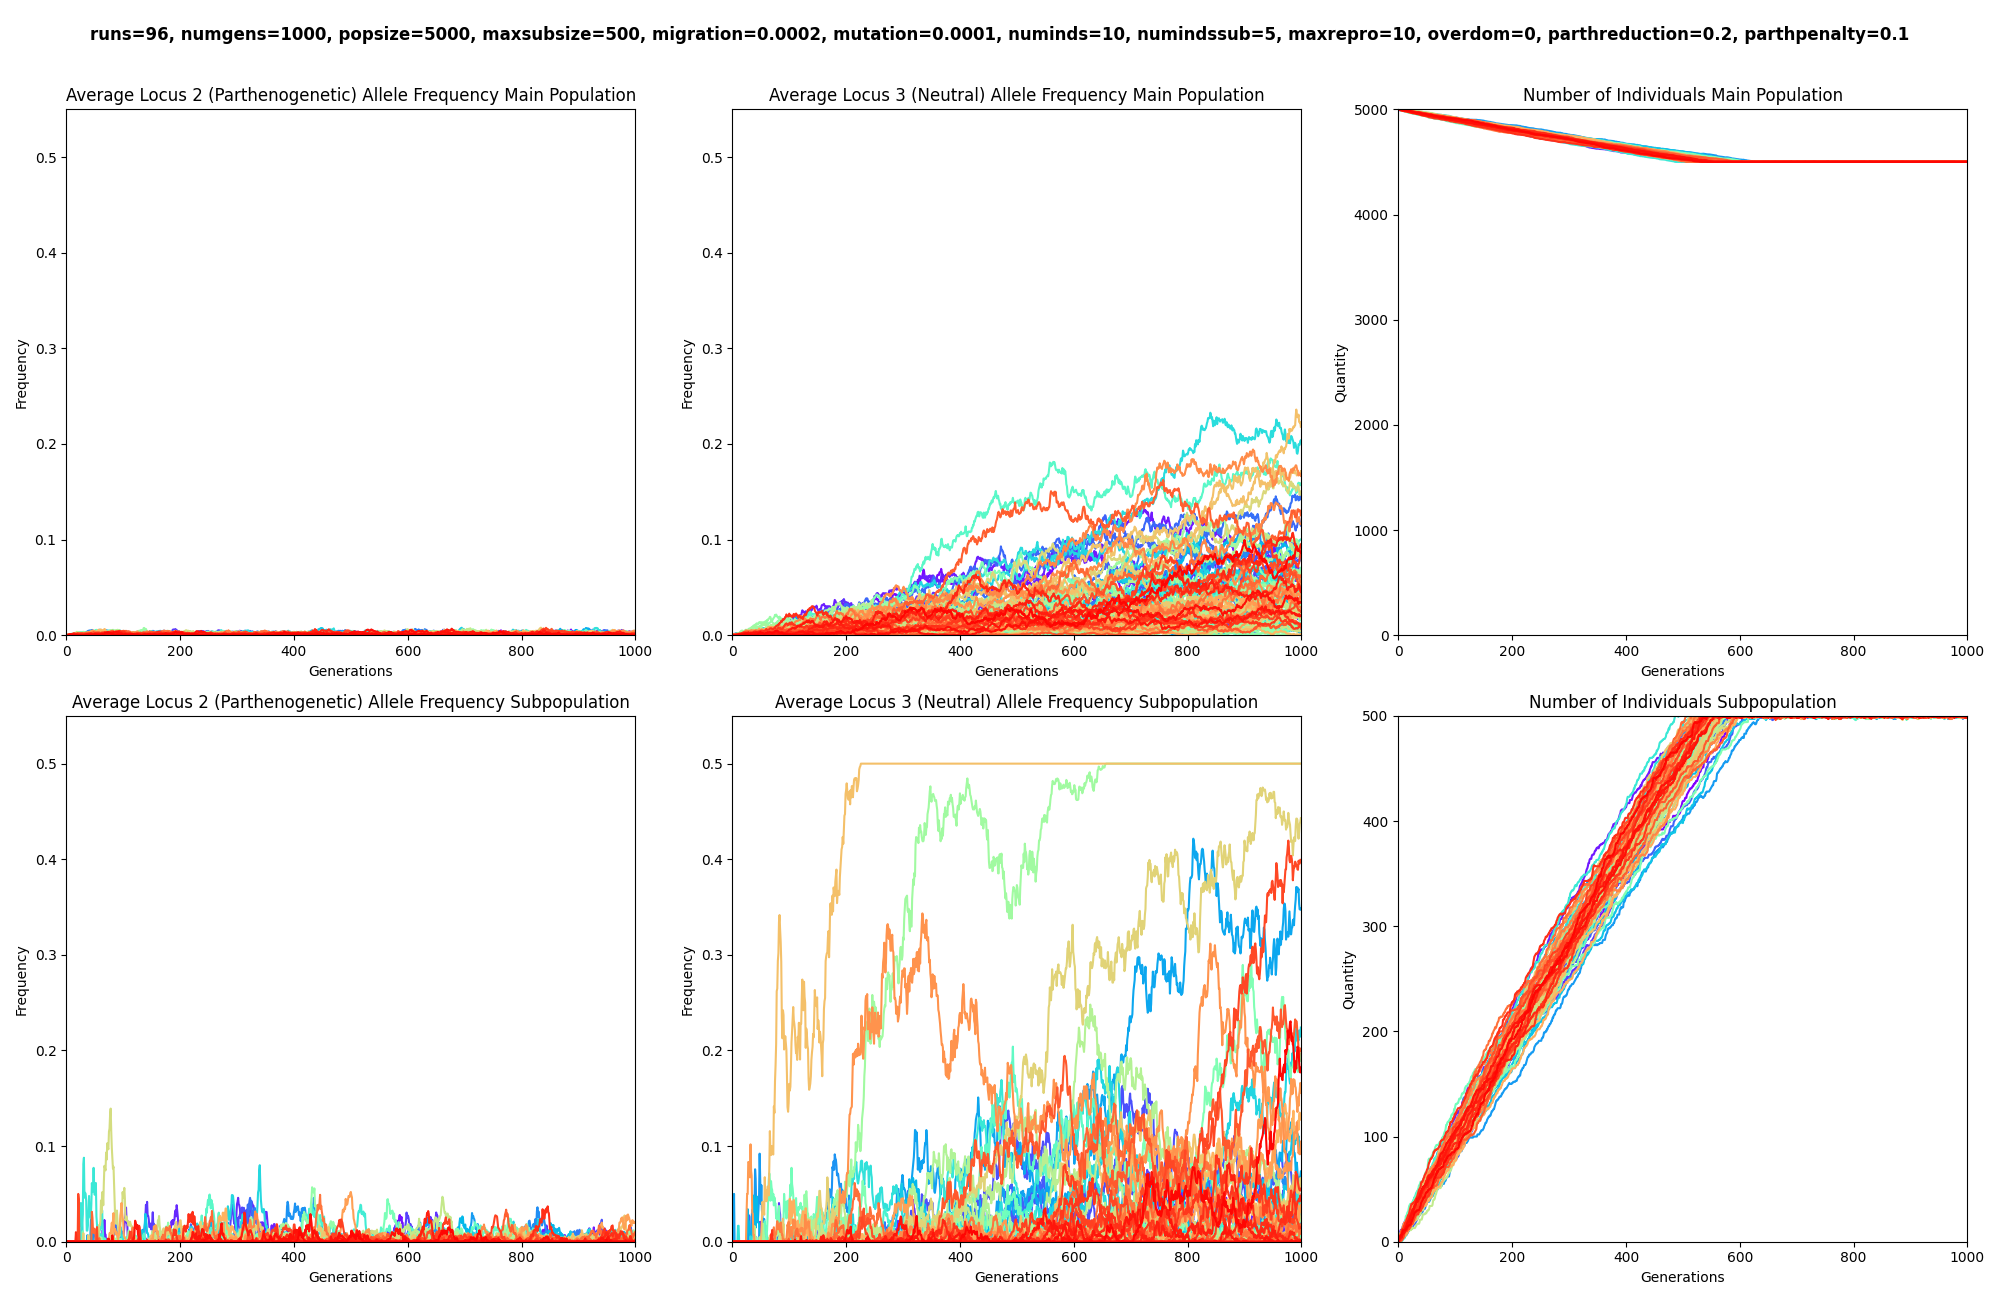 runs=96, numgens=1000, popsize=5000, maxsubsize=500, migration=0.0002, mutation=0.0001, numinds=10, numindssub=5, maxrepro=10, overdom=0, parthreduction=0.2, parthpenalty=0.1
Average Locus 2 (Parthenogenetic) Allele Frequency Main Population
0.5
0.4
0.3
0.2
0.1
0.0
Frequency
0 200 400 600 800 1000
Generations
Average Locus 3 (Neutral) Allele Frequency Main Population
0.5
0.4
0.3
0.2
0.1
0.0
Frequency
0 200 400 600 800 1000
Generations
Number of Individuals Main Population
5000
4000
3000
2000
1000
0
Quantity
0 200 400 600 800 1000
Generations
Average Locus 2 (Parthenogenetic) Allele Frequency Subpopulation
0.5
0.4
0.3
0.2
0.1
0.0
Frequency
0 200 400 600 800 1000
Generations
Average Locus 3 (Neutral) Allele Frequency Subpopulation
0.5
0.4
0.3
0.2
0.1
0.0
Frequency
0 200 400 600 800 1000
Generations
Number of Individuals Subpopulation
500
400
300
200
100
0
Quantity
0 200 400 600 800 1000
Generations